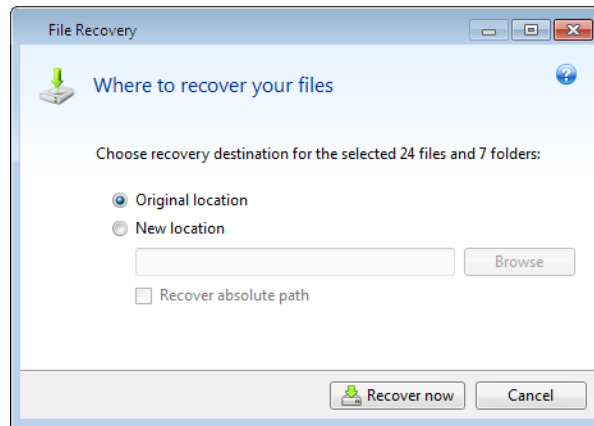 File Recovery
Where to recover your files
Choose recovery destination for the selected 24 files and 7 folders:
Original location
New location
Browse
Recover absolute path
Recover now
Cancel